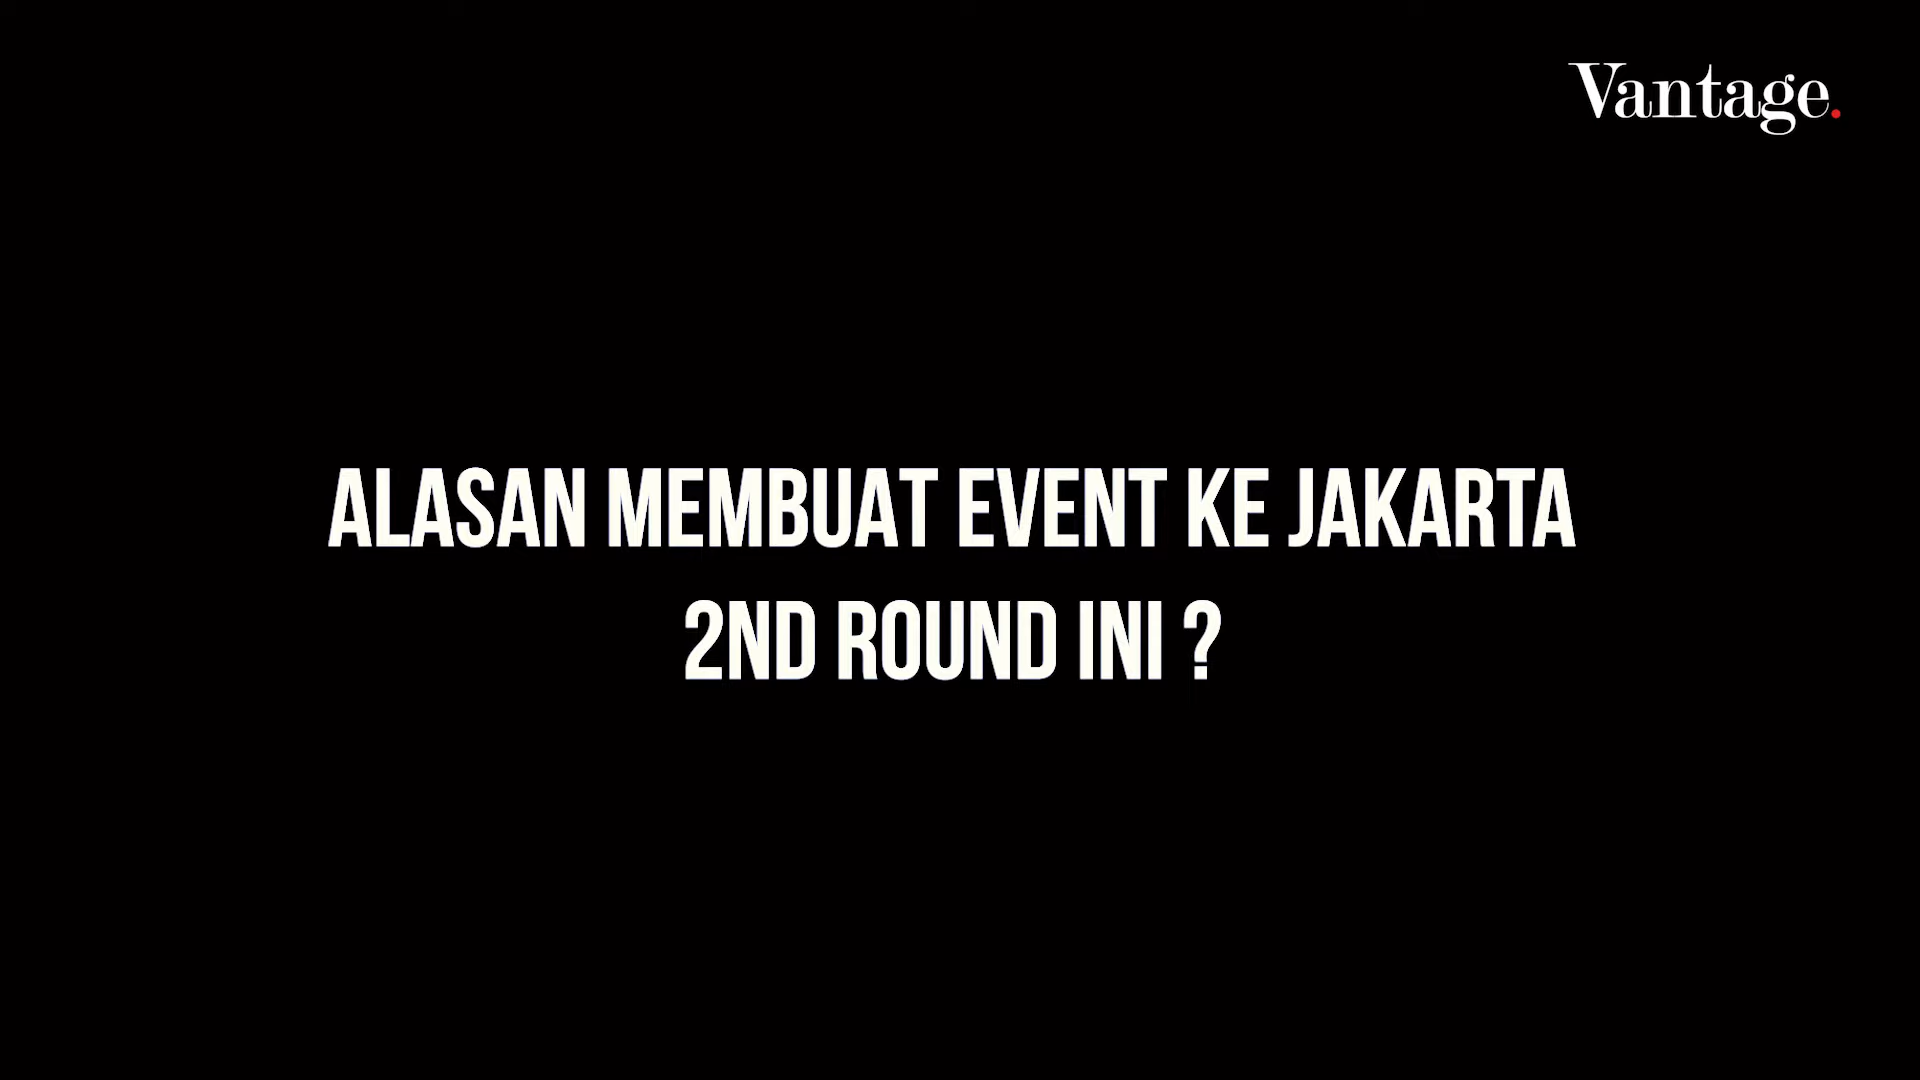 Vantage.
ALASAN MEMBUAT EVENT KE JAKARTA
2ND ROUND INI ?